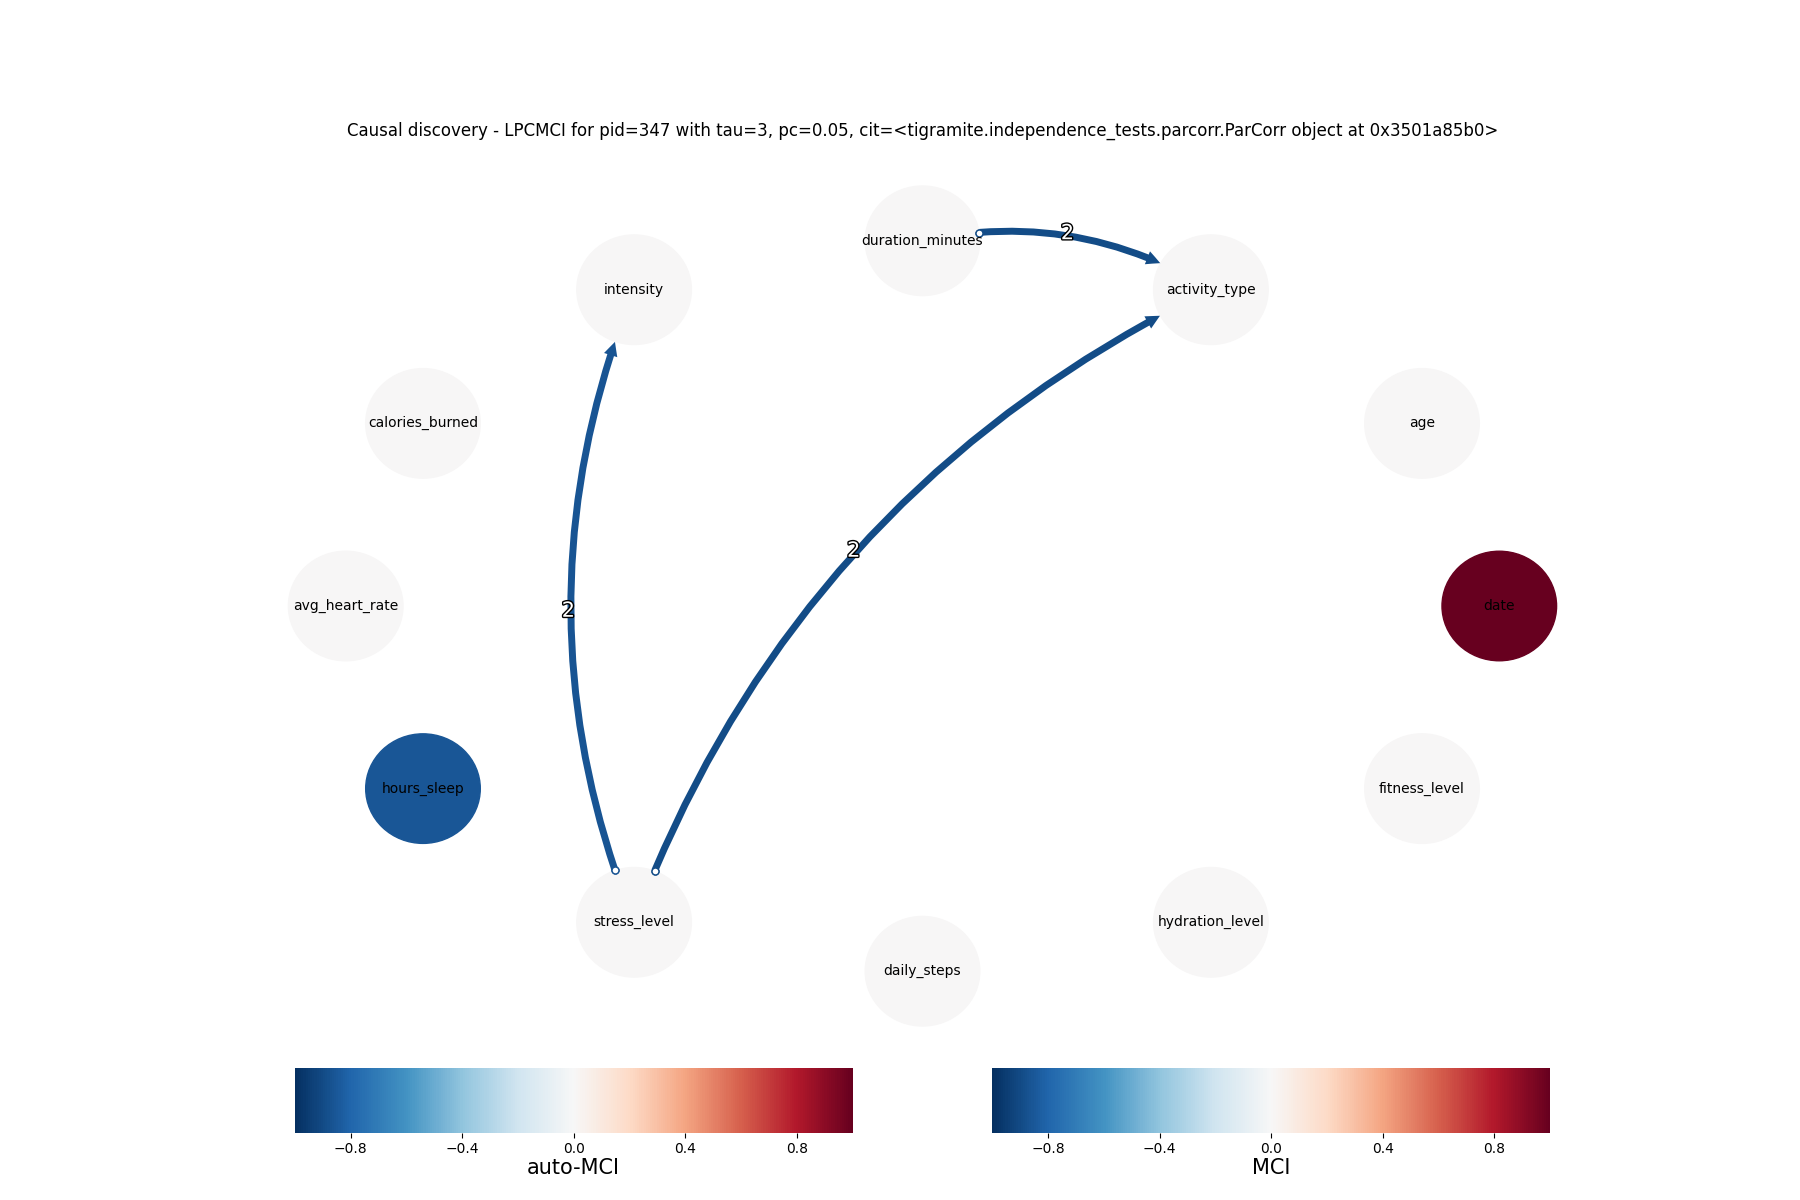 Causal discovery - LPCMCI for pid=347 with tau=3, pc=0.05, cit=<tigramite.independence_tests.parcorr.ParCorr object at 0x3501a85b0>
duration_minutes
2
intensity
activity_type
calories_burned
age
2
avg_heart_rate
2
date
hours_sleep
fitness_level
stress_level
hydration_level
daily_steps
−0.8 −0.4 0.0 0.4 0.8
auto-MCI
−0.8 −0.4 0.0 0.4 0.8
MCI